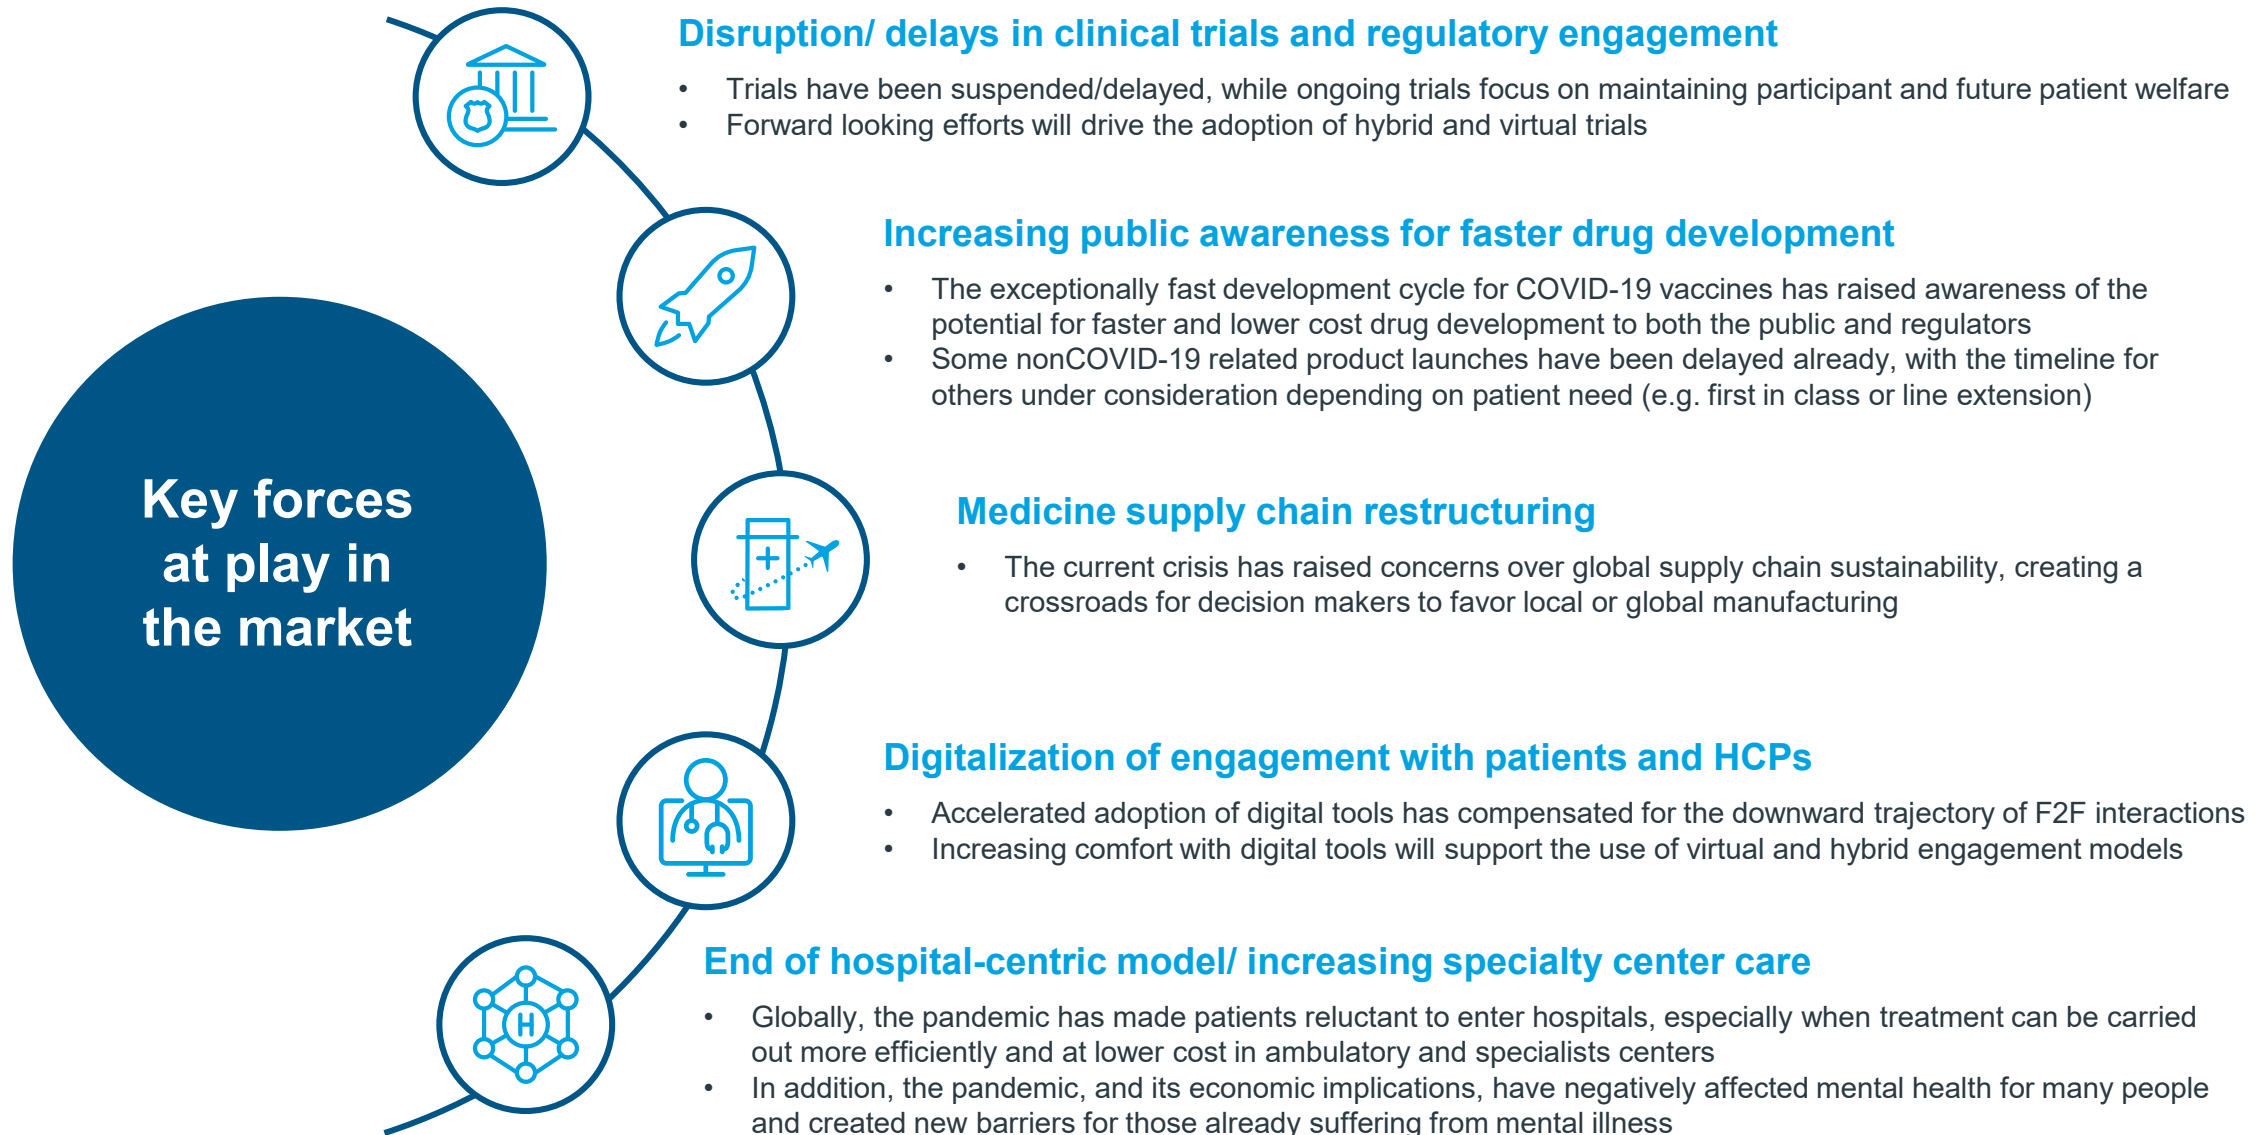 Disruption/ delays in clinical trials and regulatory engagement
• Trials have been suspended/delayed, while ongoing trials focus on maintaining participant and future patient welfare
• Forward looking efforts will drive the adoption of hybrid and virtual trials
Increasing public awareness for faster drug development
• The exceptionally fast development cycle for COVID-19 vaccines has raised awareness of the
potential for faster and lower cost drug development to both the public and regulators
• Some nonCOVID-19 related product launches have been delayed already, with the timeline for
others under consideration depending on patient need (e.g. first in class or line extension)
Key forces
at play in
the market
Medicine supply chain restructuring
• The current crisis has raised concerns over global supply chain sustainability, creating a
crossroads for decision makers to favor local or global manufacturing
Digitalization of engagement with patients and HCPs
• Accelerated adoption of digital tools has compensated for the downward trajectory of F2F interactions
• Increasing comfort with digital tools will support the use of virtual and hybrid engagement models
H
End of hospital-centric model/ increasing specialty center care
• Globally, the pandemic has made patients reluctant to enter hospitals, especially when treatment can be carried
out more efficiently and at lower cost in ambulatory and specialists centers
• In addition, the pandemic, and its economic implications, have negatively affected mental health for many people
and created new barriers for those already suffering from mental illness